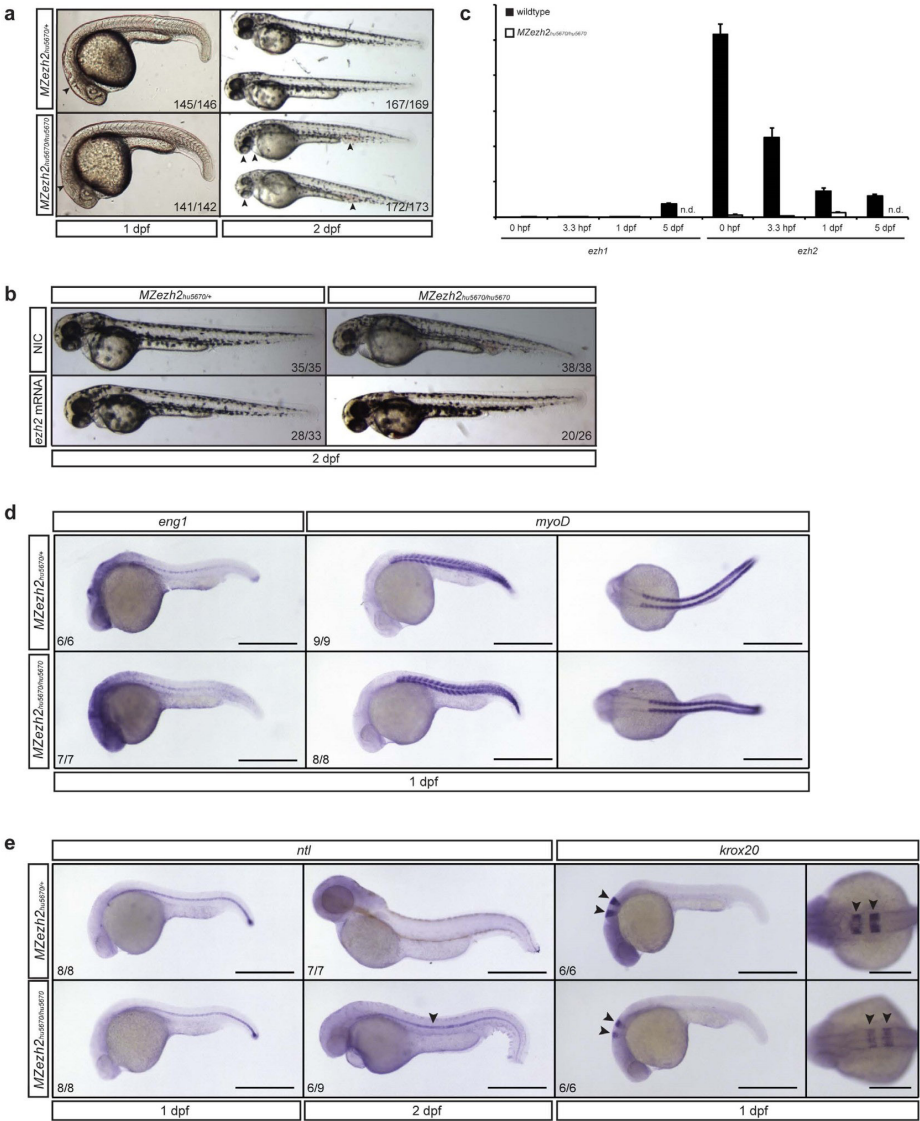 a
MZezh2hu5670/+
145/146
167/169
MZezh2hu5670/hu5670
141/142
172/173
1 dpf
2 dpf
c
wildtype
MZezh2hu5670/hu5670
n.d.
n.d.
0 hpf
3.3 hpf
1 dpf
5 dpf
0 hpf
3.3 hpf
1 dpf
5 dpf
ezh1
ezh2
b
MZezh2hu5670/+
MZezh2hu5670/hu5670
NIC
35/35
38/38
ezh2 mRNA
28/33
20/26
2 dpf
d
eng1
myoD
MZezh2hu5670/+
6/6
9/9
MZezh2hu5670/hu5670
7/7
8/8
1 dpf
e
ntl
krox20
MZezh2hu5670/+
8/8
7/7
6/6
MZezh2hu5670/hu5670
8/8
6/9
6/6
1 dpf
2 dpf
1 dpf